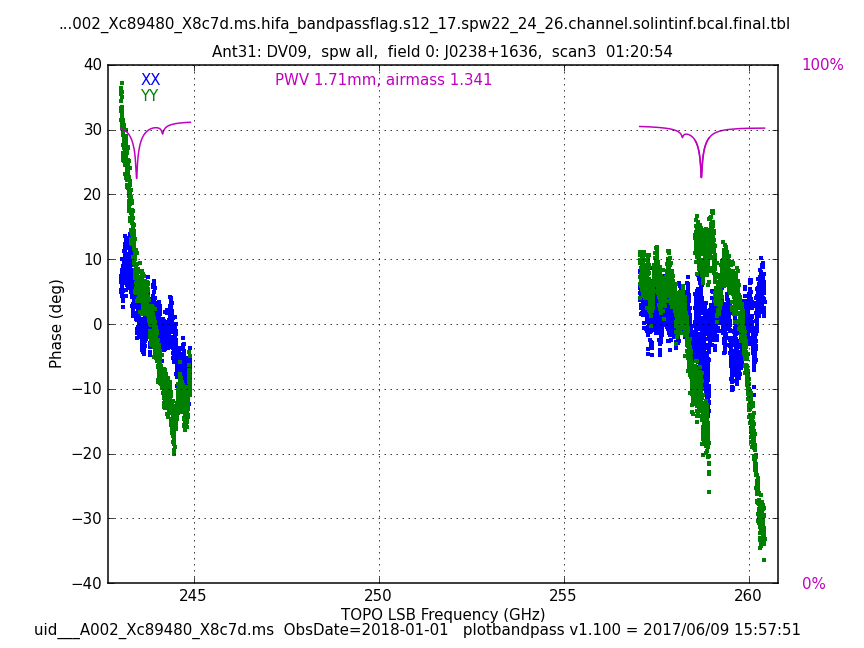 ...002_Xc89480_X8c7d.ms.hifa_bandpassflag.s12_17.spw22_24_26.channel.solintinf.bcal.final.tbl
Ant31: DV09, spw all, field 0: J0238+1636, scan3 01:20:54
XX
YY
PWV 1.71mm, airmass 1.341
100%
0%
40
30
20
10
0
−10
−20
−30
−40
Phase (deg)
245
250
255
260
TOPO LSB Frequency (GHz)
uid___A002_Xc89480_X8c7d.ms ObsDate=2018-01-01 plotbandpass v1.100 = 2017/06/09 15:57:51